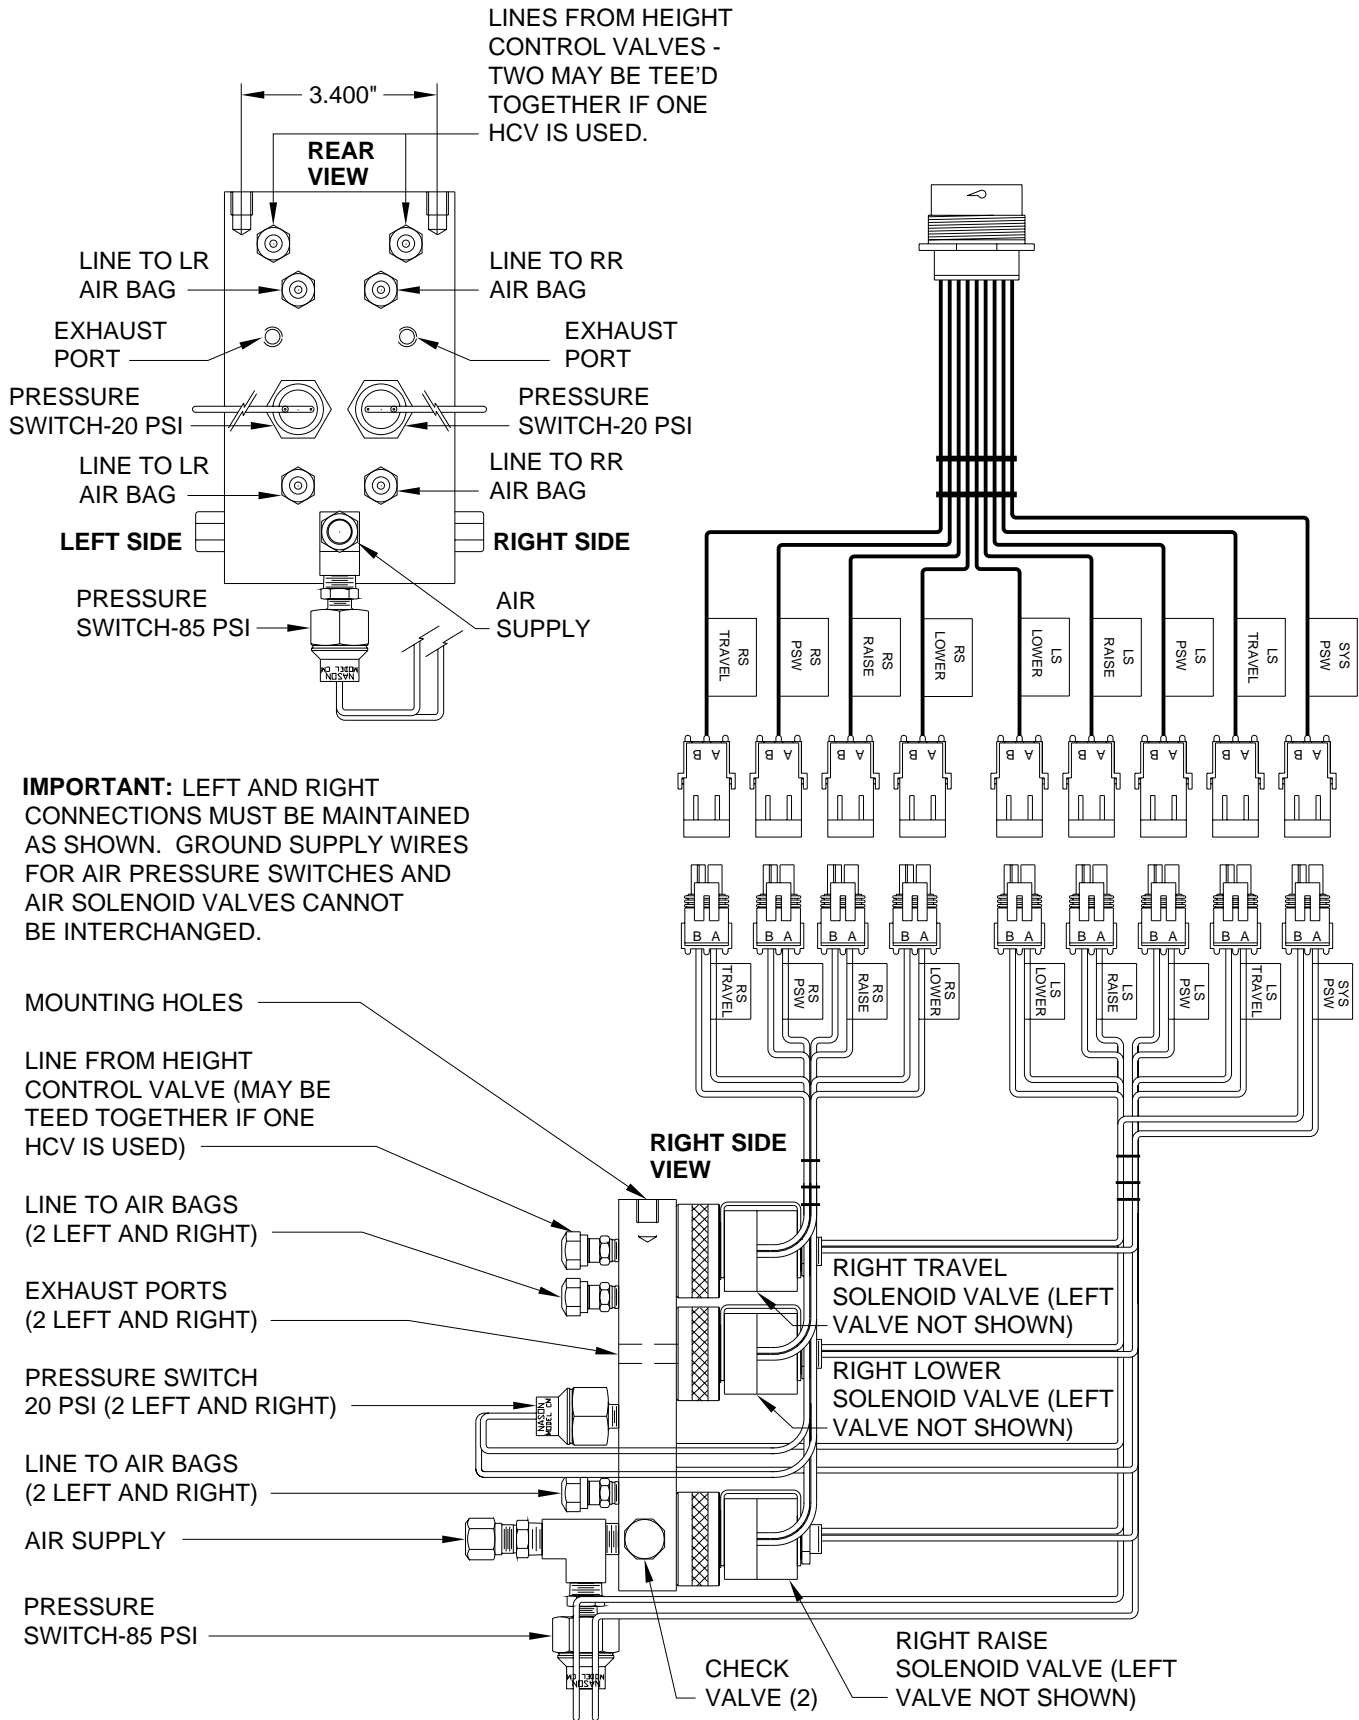 LINES FROM HEIGHT
CONTROL VALVES -
TWO MAY BE TEE'D
TOGETHER IF ONE
HCV IS USED.
3.400"
REAR
VIEW
LINE TO LR
AIR BAG
LINE TO RR
AIR BAG
EXHAUST
PORT
EXHAUST
PORT
PRESSURE
SWITCH-20 PSI
PRESSURE
SWITCH-20 PSI
LINE TO LR
AIR BAG
LINE TO RR
AIR BAG
LEFT SIDE
RIGHT SIDE
PRESSURE
SWITCH-85 PSI
AIR
SUPPLY
NASON
MODEL CM
RS
TRAVEL
RS
PSW
RS
RAISE
RS
LOWER
LS
LOWER
LS
RAISE
LS
PSW
LS
TRAVEL
SYS
PSW
B A
B A
B A
B A
B A
B A
B A
B A
B A
IMPORTANT: LEFT AND RIGHT
CONNECTIONS MUST BE MAINTAINED
AS SHOWN. GROUND SUPPLY WIRES
FOR AIR PRESSURE SWITCHES AND
AIR SOLENOID VALVES CANNOT
BE INTERCHANGED.
B A
B A
B A
B A
B A
B A
B A
B A
B A
RS
TRAVEL
RS
PSW
RS
RAISE
RS
LOWER
LS
LOWER
LS
RAISE
LS
PSW
LS
TRAVEL
SYS
PSW
MOUNTING HOLES
LINE FROM HEIGHT
CONTROL VALVE (MAY BE
TEED TOGETHER IF ONE
HCV IS USED)
RIGHT SIDE
VIEW
LINE TO AIR BAGS
(2 LEFT AND RIGHT)
EXHAUST PORTS
(2 LEFT AND RIGHT)
RIGHT TRAVEL
SOLENOID VALVE (LEFT
VALVE NOT SHOWN)
PRESSURE SWITCH
20 PSI (2 LEFT AND RIGHT)
NASON
MODEL CM
RIGHT LOWER
SOLENOID VALVE (LEFT
VALVE NOT SHOWN)
LINE TO AIR BAGS
(2 LEFT AND RIGHT)
AIR SUPPLY
PRESSURE
SWITCH-85 PSI
NASON
MODEL CM
CHECK
VALVE (2)
RIGHT RAISE
SOLENOID VALVE (LEFT
VALVE NOT SHOWN)